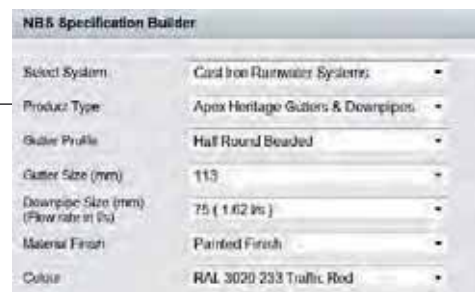 NBS Specification Builder
Select System Cast Iron Rainwater Systems
Product Type Apex Heritage Gutters & Downpipes
Gutter Profile Half Round Beaded
Gutter Size (mm) 113
Downpipe Size (mm) 75 ( 1.62 l/s )
(Flow rate in l/s)
Material Finish Painted Finish
Colour RAL 3020 233 Traffic Red